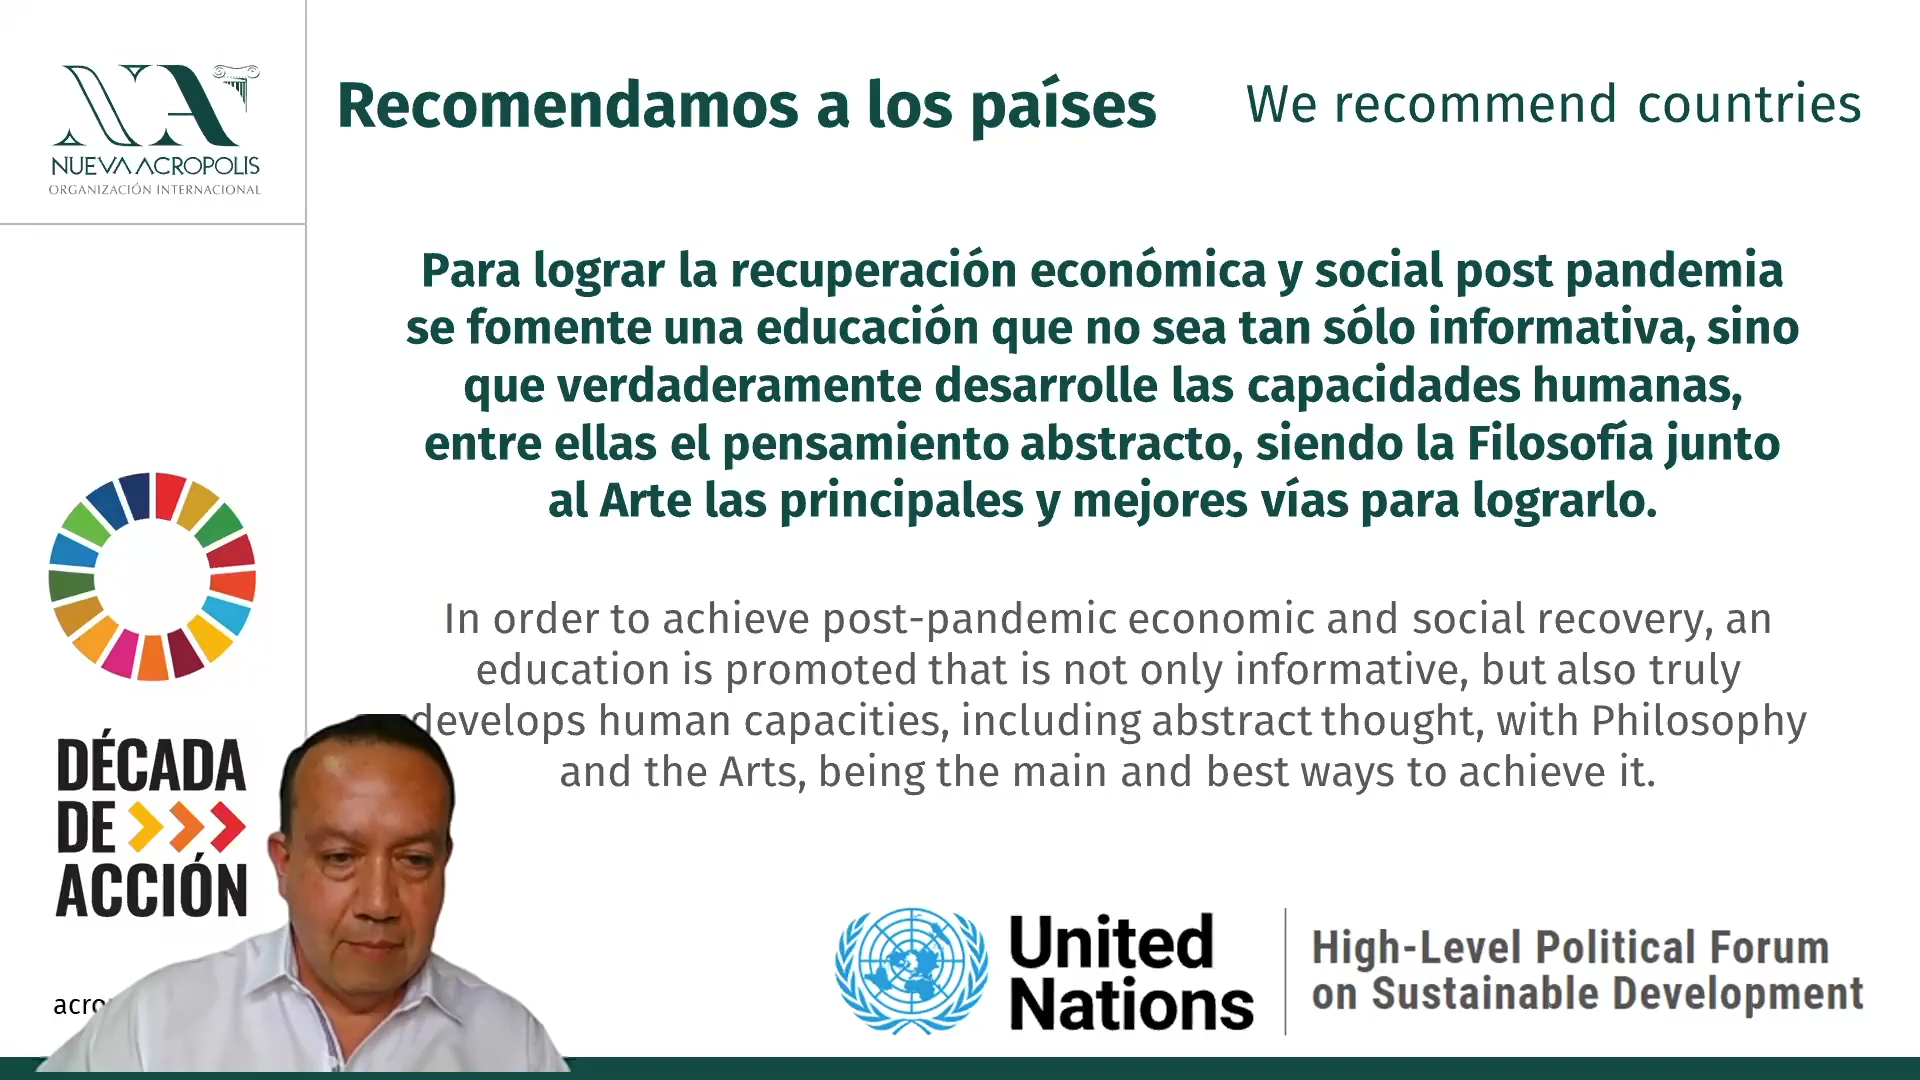 NUEVA ACROPOLIS
ORGANIZACIÓN INTERNACIONAL
Recomendamos a los países
We recommend countries
Para lograr la recuperación económica y social post pandemia
se fomente una educación que no sea tan sólo informativa, sino
que verdaderamente desarrolle las capacidades humanas,
entre ellas el pensamiento abstracto, siendo la Filosofía junto
al Arte las principales y mejores vías para lograrlo.
In order to achieve post-pandemic economic and social recovery, an
education is promoted that is not only informative, but also truly
develops human capacities, including abstract thought, with Philosophy
and the Arts, being the main and best ways to achieve it.
DÉCADA
DE
ACCIÓN
United
Nations
High-Level Political Forum
on Sustainable Development